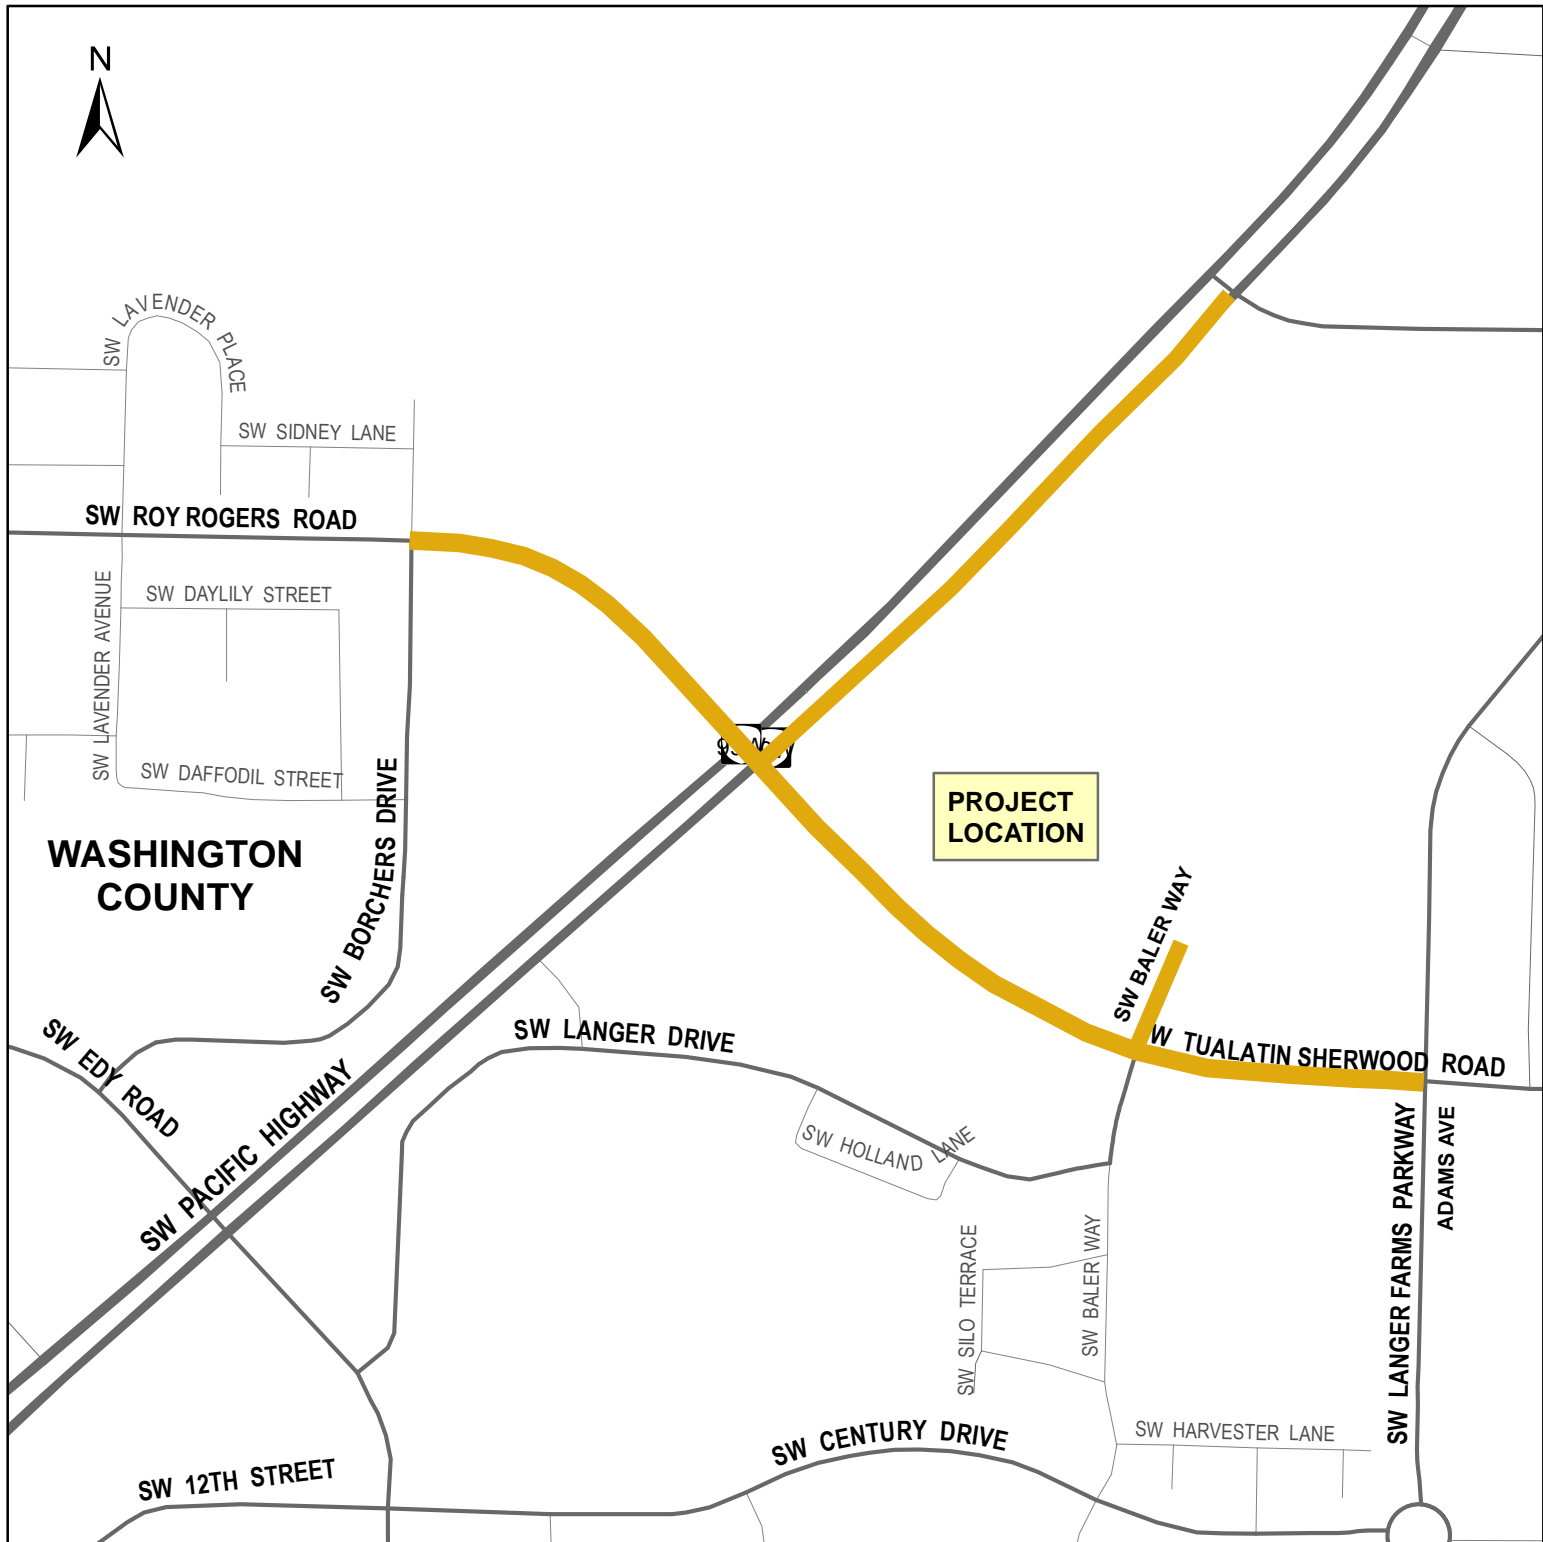 N
SW LAVENDER PLACE
SW SIDNEY LANE
SW ROY ROGERS ROAD
SW DAYLILY STREET
SW LAVENDER AVENUE
SW DAFFODIL STREET
SW BORCHERS DRIVE
WASHINGTON
COUNTY
PROJECT
LOCATION
SW BALER WAY
W TUALATIN SHERWOOD ROAD
SW EDY ROAD
SW PACIFIC HIGHWAY
SW LANGER DRIVE
SW HOLLAND LANE
SW SILO TERRACE
SW BALER WAY
SW LANGER FARMS PARKWAY
ADAMS AVE
SW HARVESTER LANE
SW CENTURY DRIVE
SW 12TH STREET